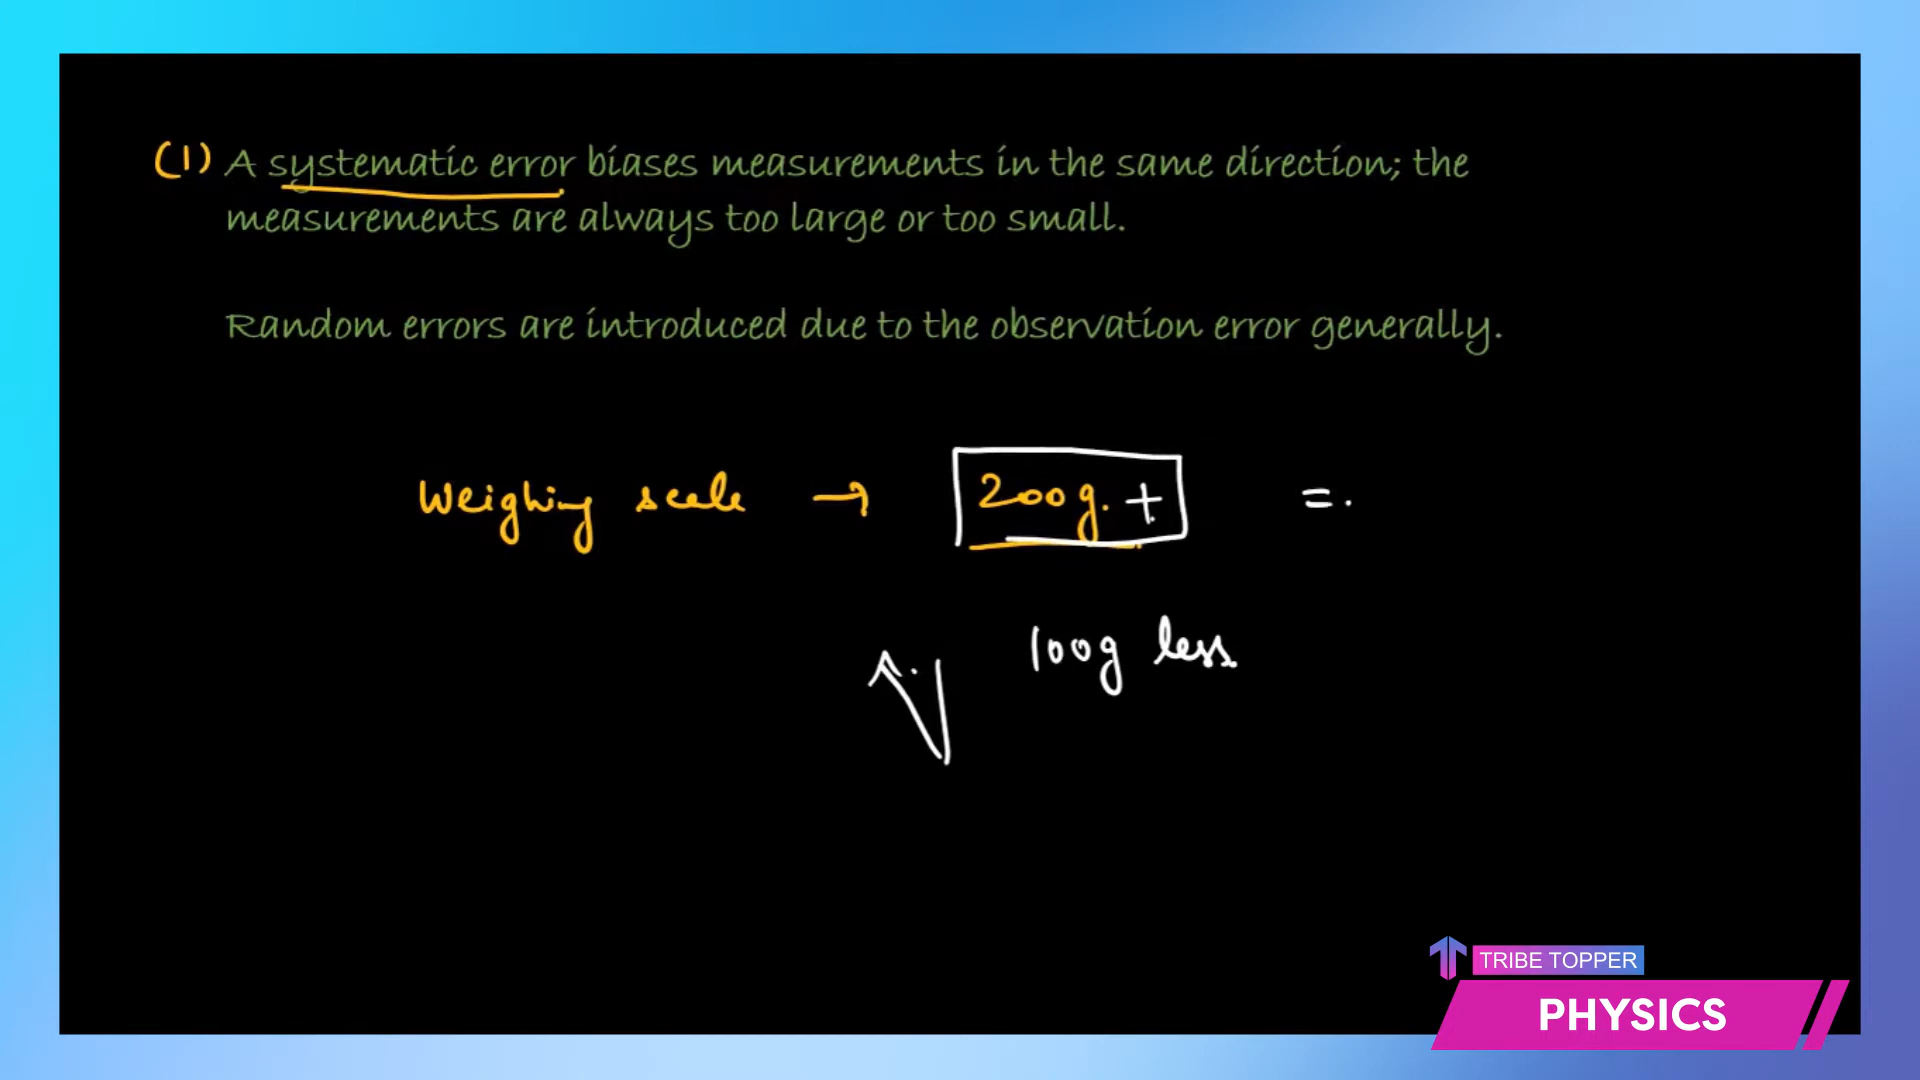 (1) A systematic error biases measurements in the same direction; the
measurements are always too large or too small.
Random errors are introduced due to the observation error generally.
Weighing scale → 200g. + =.
100g less
TRIBE TOPPER
PHYSICS